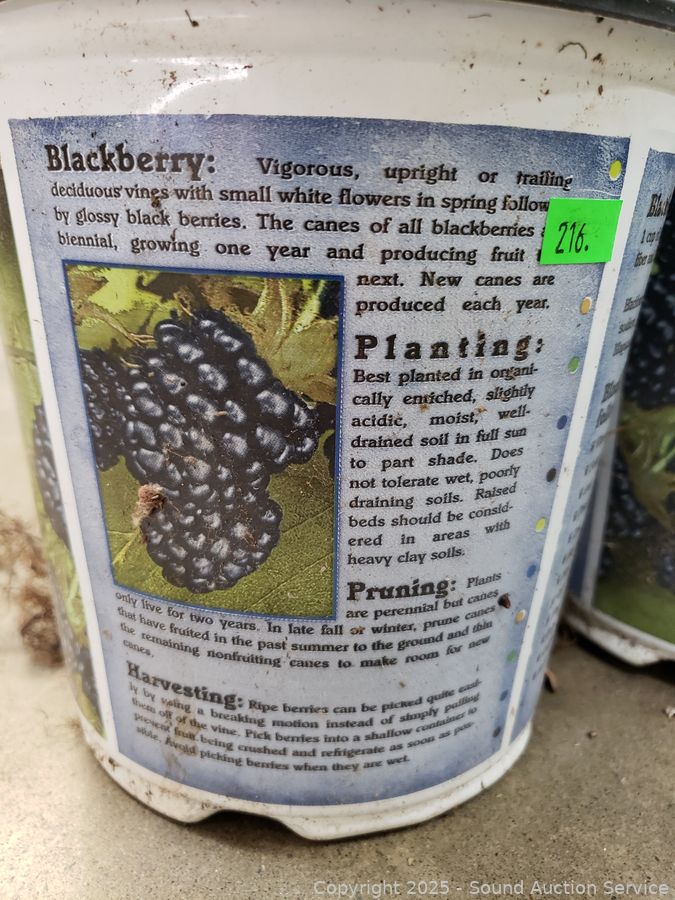 Blackberry: Vigorous, upright or trailing
deciduous vines with small white flowers in spring follow
by glossy black berries. The canes of all blackberries
biennial, growing one year and producing fruit
next. New canes are
produced each year.
Planting:
Best planted in organi-
cally enriched, slightly
acidic, moist, well-
drained soil in full sun
to part shade. Does
not tolerate wet, poorly
draining soils. Raised
beds should be consid-
ered in areas with
heavy clay soils.
Pruning: Plants
are perennial but canes
only live for two years. In late fall or winter, prune canes
that have fruited in the past summer to the ground and thin
the remaining nonfruiting canes to make room for new
canes.
Harvesting: Ripe berries can be picked quite easi-
ly by using a breaking motion instead of simply pulling
them off of the vine. Pick berries into a shallow container to
prevent fruit being crushed and refrigerate as soon as pos-
sible. Avoid picking berries when they are wet.
216.
Copyright 2025 - Sound Auction Service